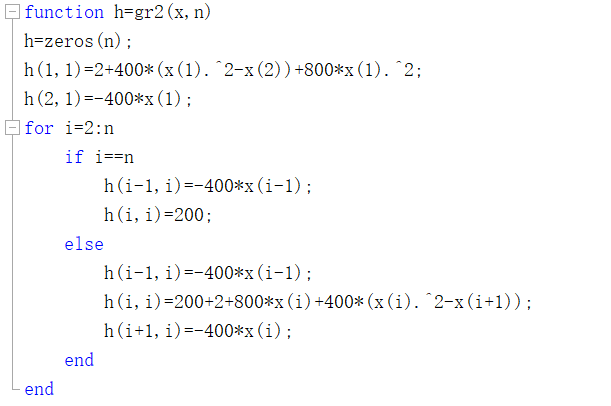 function h=gr2(x,n)
h=zeros(n);
h(1,1)=2+400*(x(1).^2-x(2))+800*x(1).^2;
h(2,1)=-400*x(1);
for i=2:n
    if i==n
        h(i-1,i)=-400*x(i-1);
        h(i,i)=200;
    else
        h(i-1,i)=-400*x(i-1);
        h(i,i)=200+2+800*x(i)+400*(x(i).^2-x(i+1));
        h(i+1,i)=-400*x(i);
    end
end